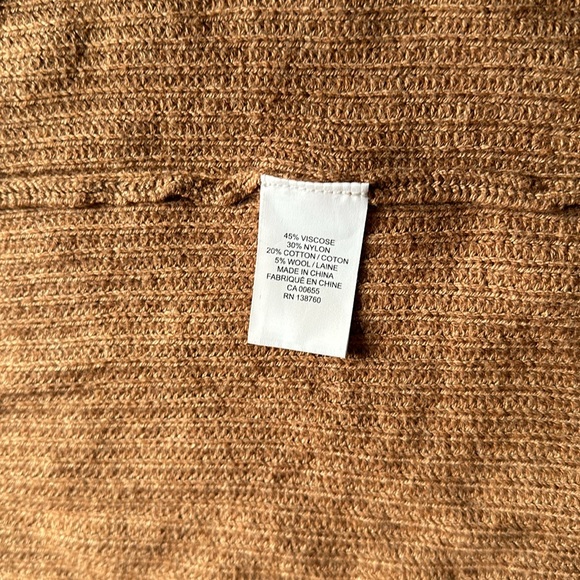 45% VISCOSE
30% NYLON
20% COTTON / COTON
5% WOOL / LAINE
MADE IN CHINA
FABRIQUÉ EN CHINE
CA 00655
RN 138760